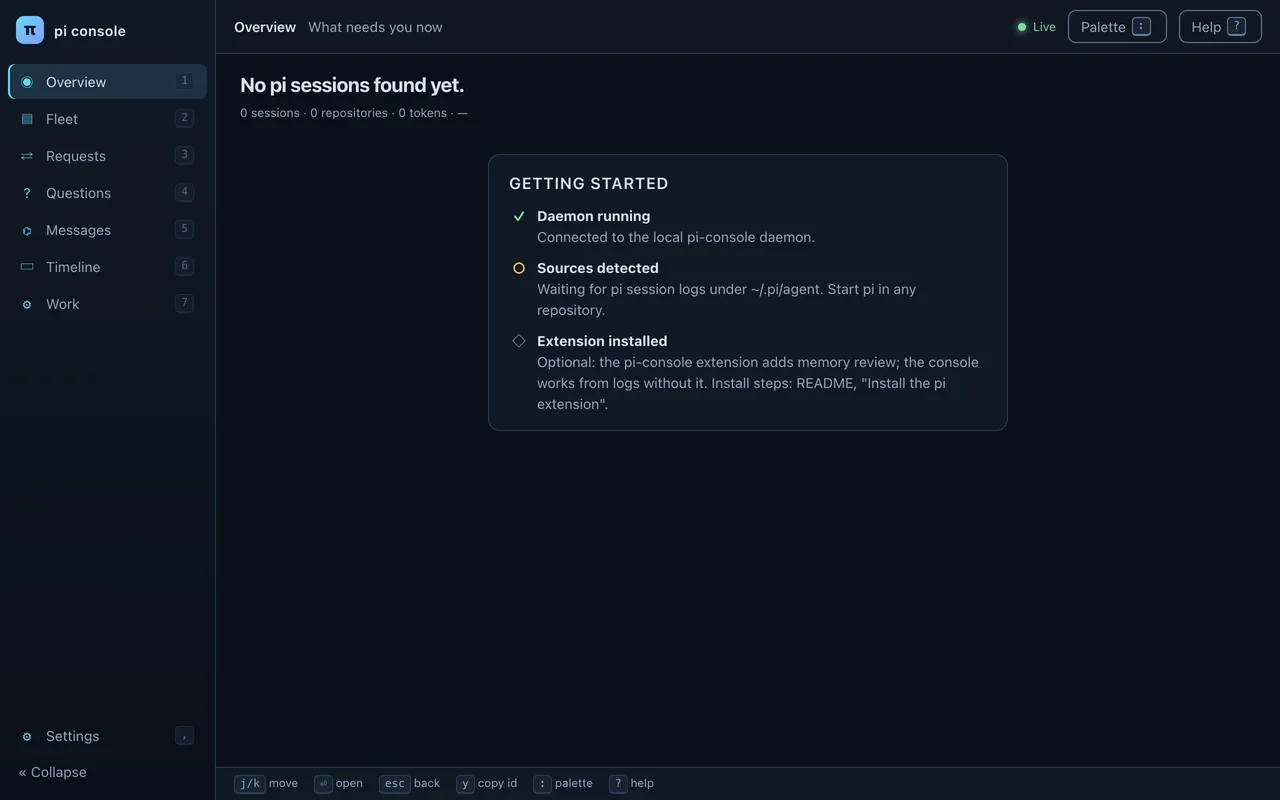 π pi console
Overview 1
Fleet 2
Requests 3
? Questions 4
Messages 5
Timeline 6
Work 7
Settings ,
« Collapse
Overview What needs you now
Live Palette : Help ?
No pi sessions found yet.
0 sessions · 0 repositories · 0 tokens · —
GETTING STARTED
Daemon running
Connected to the local pi-console daemon.
Sources detected
Waiting for pi session logs under ~/.pi/agent. Start pi in any
repository.
Extension installed
Optional: the pi-console extension adds memory review; the console
works from logs without it. Install steps: README, "Install the pi
extension".
j/k move ⏎ open esc back y copy id : palette ? help